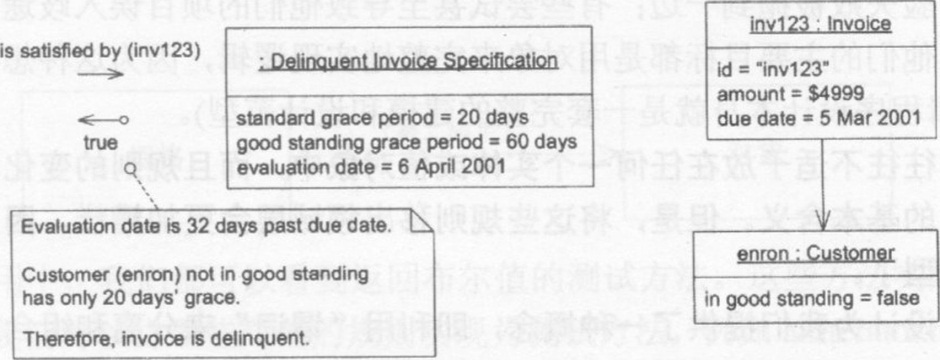 is satisfied by (inv123)
true
: Delinquent Invoice Specification
standard grace period = 20 days
good standing grace period = 60 days
evaluation date = 6 April 2001
Evaluation date is 32 days past due date.
Customer (enron) not in good standing
has only 20 days' grace.
Therefore, invoice is delinquent.
inv123 : Invoice
id = "inv123"
amount = $4999
due date = 5 Mar 2001
enron : Customer
in good standing = false